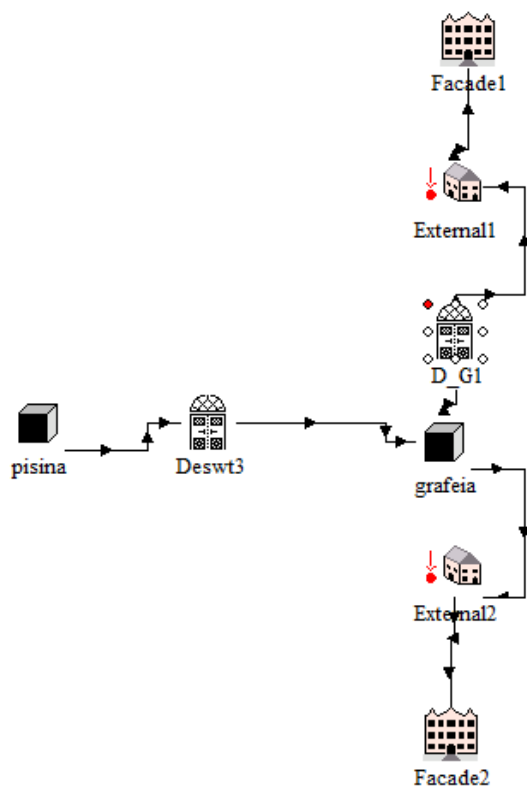 Facade1
External1
D_G1
pisina
Deswt3
grafeia
External2
Facade2